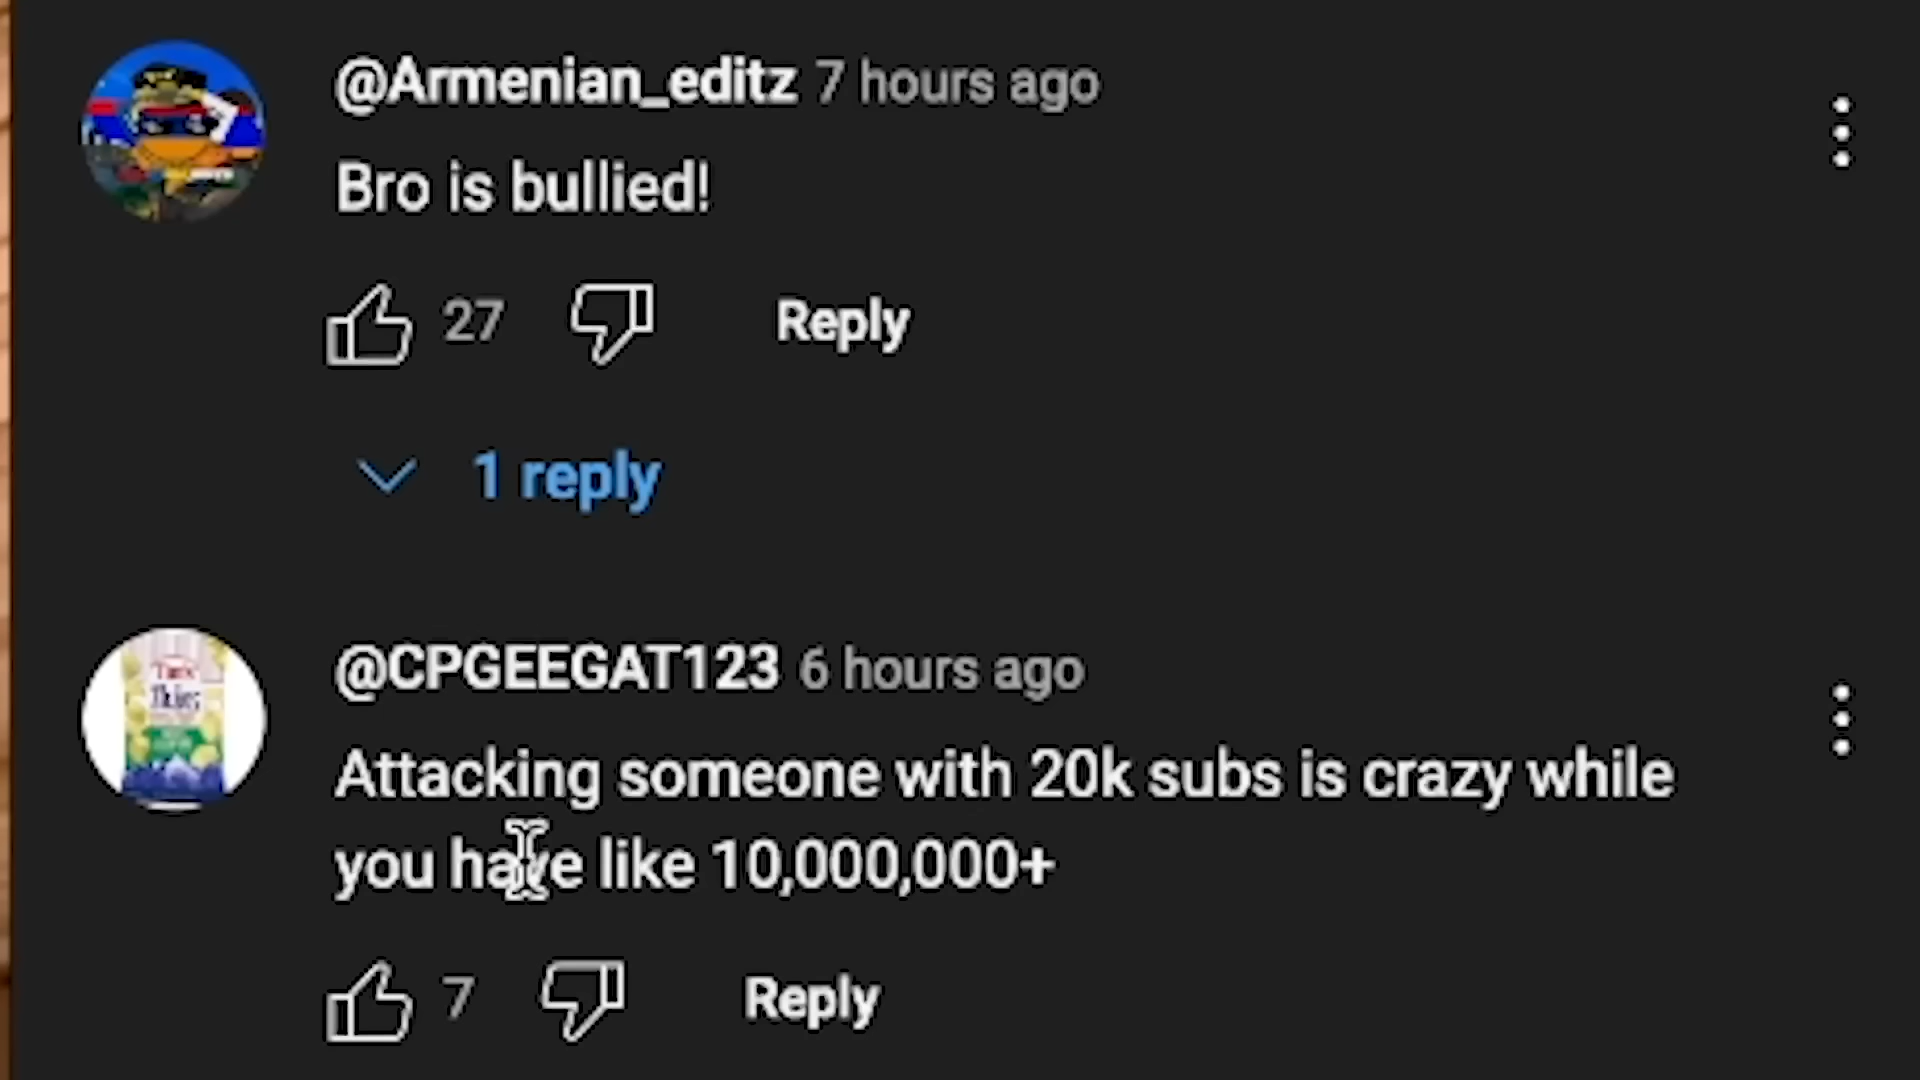 @Armenian_editz 7 hours ago
Bro is bullied!
27 Reply
1 reply
@CPGEEGAT123 6 hours ago
Attacking someone with 20k subs is crazy while
you have like 10,000,000+
7 Reply